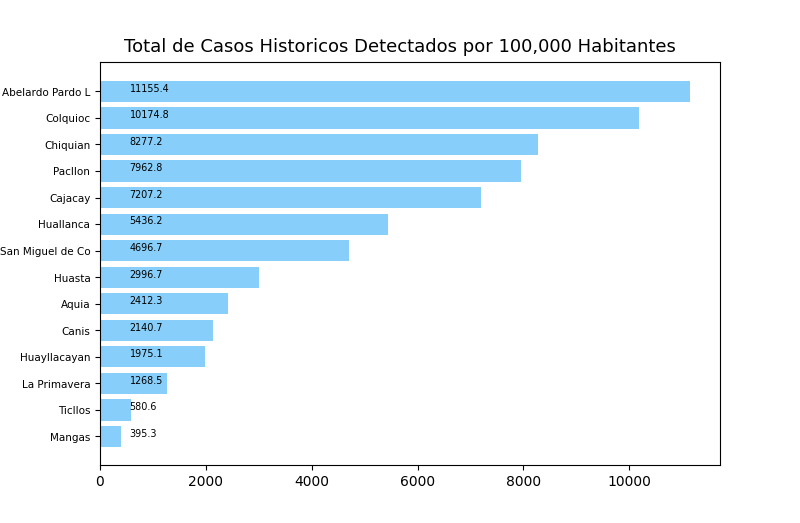 Total de Casos Historicos Detectados por 100,000 Habitantes
Abelardo Pardo L 11155.4
Colquioc 10174.8
Chiquian 8277.2
Pacllon 7962.8
Cajacay 7207.2
Huallanca 5436.2
San Miguel de Co 4696.7
Huasta 2996.7
Aquia 2412.3
Canis 2140.7
Huayllacayan 1975.1
La Primavera 1268.5
Ticllos 580.6
Mangas 395.3
0 2000 4000 6000 8000 10000